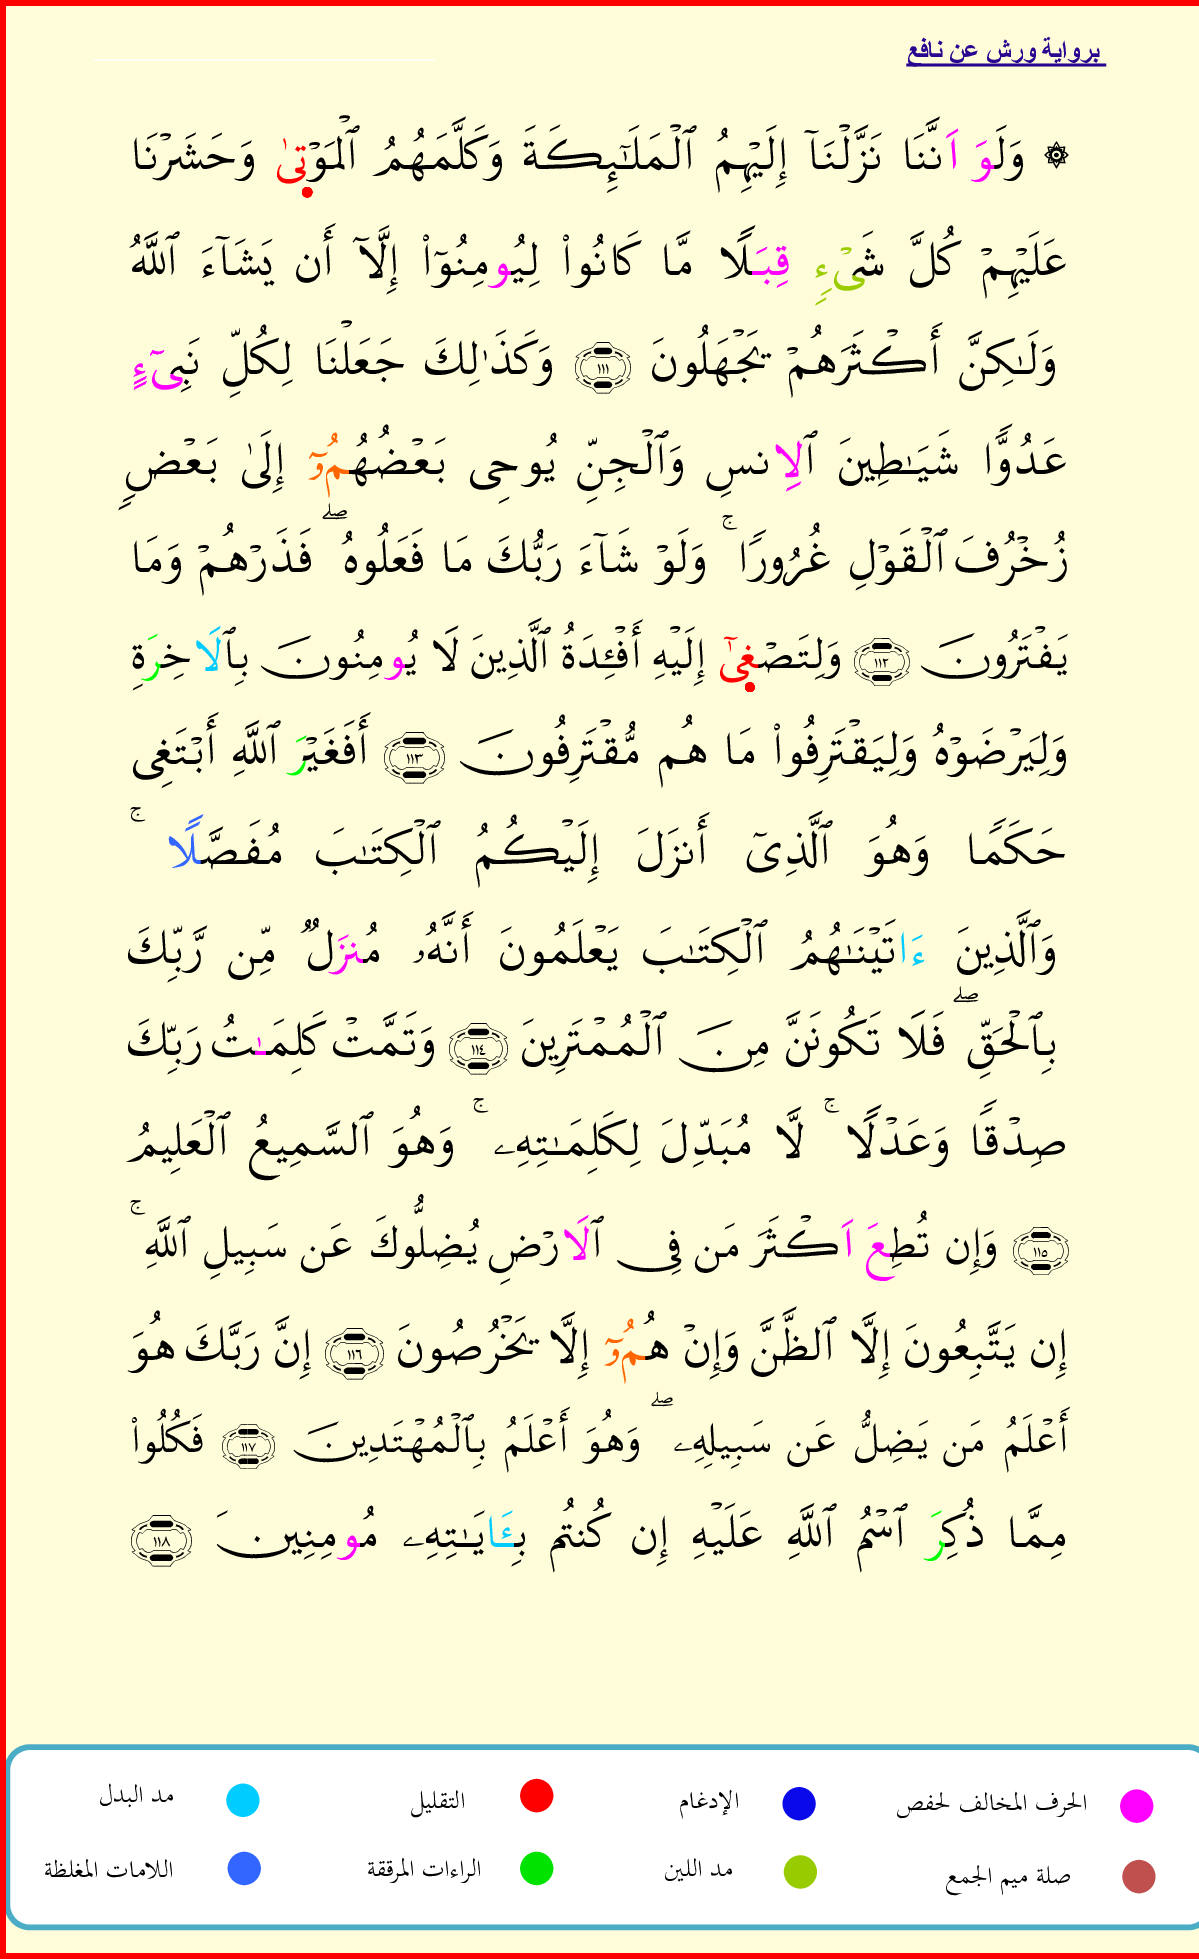 برواية ورش عن نافع
۞ وَلَوَ اَنَّنَا نَزَّلْنَآ إِلَيْهِمُ ٱلْمَلَـٰٓئِكَةَ وَكَلَّمَهُمُ ٱلْمَوْتىٰ وَحَشَرْنَا
عَلَيْهِمْ كُلَّ شَىْءٍ قِبَلًا مَّا كَانُوا۟ لِيُومِنُوٓا۟ إِلَّآ أَن يَشَآءَ ٱللَّهُ
وَلَـٰكِنَّ أَكْثَرَهُمْ يَجْهَلُونَ ١١١ وَكَذَٰلِكَ جَعَلْنَا لِكُلِّ نَبِىٓءٍ
عَدُوًّا شَيَـٰطِينَ ٱلِانسِ وَٱلْجِنِّ يُوحِى بَعْضُهُمُوٓ إِلَىٰ بَعْضٍ
زُخْرُفَ ٱلْقَوْلِ غُرُورًا ۚ وَلَوْ شَآءَ رَبُّكَ مَا فَعَلُوهُ ۖ فَذَرْهُمْ وَمَا
يَفْتَرُونَ ١١٢ وَلِتَصْغىٰٓ إِلَيْهِ أَفْـِٔدَةُ ٱلَّذِينَ لَا يُومِنُونَ بِٱلَاخِرَةِ
وَلِيَرْضَوْهُ وَلِيَقْتَرِفُوا۟ مَا هُم مُّقْتَرِفُونَ ١١٣ أَفَغَيْرَ ٱللَّهِ أَبْتَغِى
حَكَمًا وَهُوَ ٱلَّذِىٓ أَنزَلَ إِلَيْكُمُ ٱلْكِتَـٰبَ مُفَصَّلًا ۚ
وَٱلَّذِينَ ءَاتَيْنَـٰهُمُ ٱلْكِتَـٰبَ يَعْلَمُونَ أَنَّهُۥ مُنزَلٌ مِّن رَّبِّكَ
بِٱلْحَقِّ ۖ فَلَا تَكُونَنَّ مِنَ ٱلْمُمْتَرِينَ ١١٤ وَتَمَّتْ كَلِمَـٰتُ رَبِّكَ
صِدْقًا وَعَدْلًا ۚ لَّا مُبَدِّلَ لِكَلِمَـٰتِهِۦ ۚ وَهُوَ ٱلسَّمِيعُ ٱلْعَلِيمُ
١١٥ وَإِن تُطِعَ اَكْثَرَ مَن فِى ٱلَارْضِ يُضِلُّوكَ عَن سَبِيلِ ٱللَّهِ ۚ
إِن يَتَّبِعُونَ إِلَّا ٱلظَّنَّ وَإِنْ هُمُوٓ إِلَّا يَخْرُصُونَ ١١٦ إِنَّ رَبَّكَ هُوَ
أَعْلَمُ مَن يَضِلُّ عَن سَبِيلِهِۦ ۖ وَهُوَ أَعْلَمُ بِٱلْمُهْتَدِينَ ١١٧ فَكُلُوا۟
مِمَّا ذُكِرَ ٱسْمُ ٱللَّهِ عَلَيْهِ إِن كُنتُم بِـَٔايَـٰتِهِۦ مُومِنِينَ ١١٨
الحرف المخالف لحفص الإدغام التقليل مد البدل
صلة ميم الجمع مد اللين الراءات المرققة اللامات المغلظة